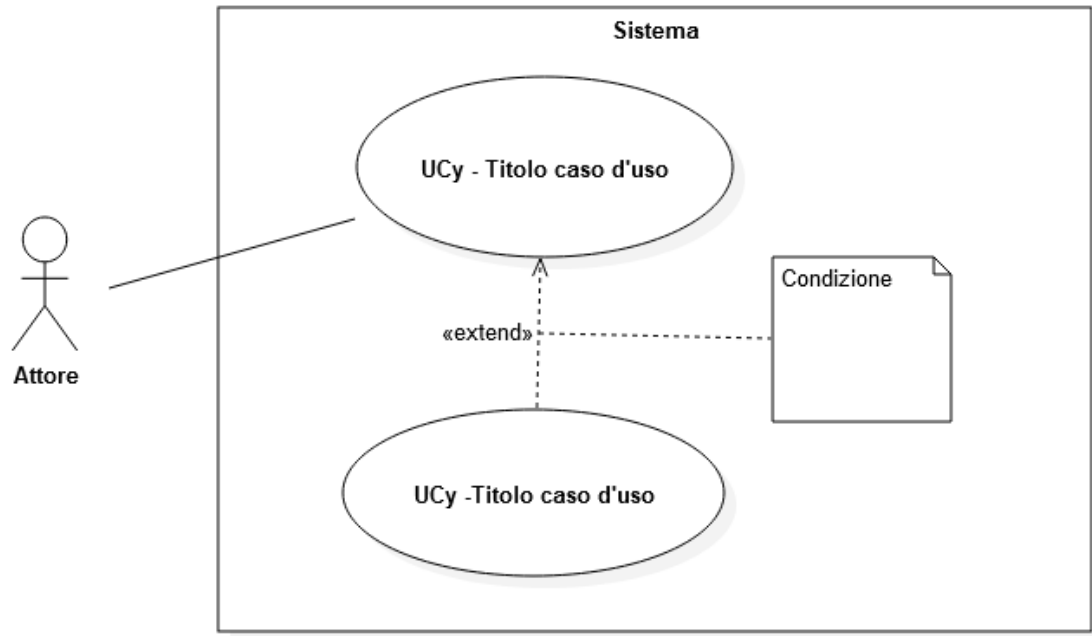 Sistema
UCy - Titolo caso d'uso
Condizione
«extend»
Attore
UCy -Titolo caso d'uso